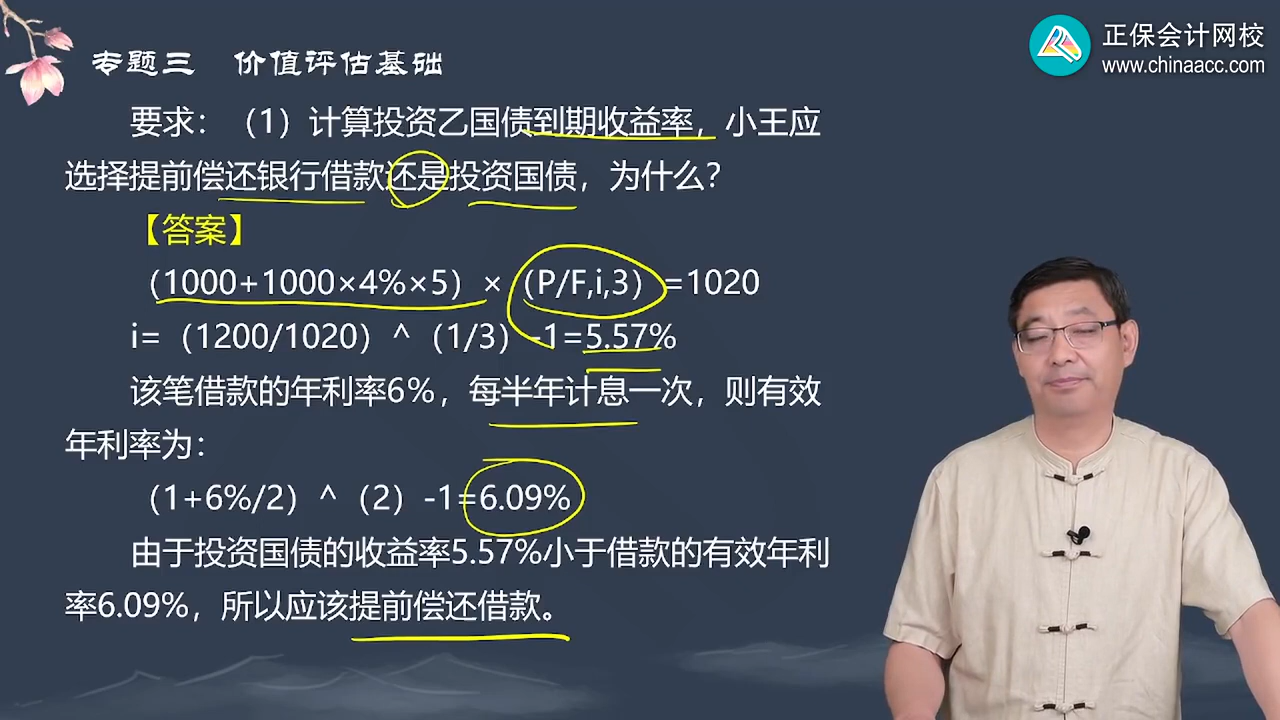 正保会计网校
www.chinaacc.com
专题三 价值评估基础
要求：（1）计算投资乙国债到期收益率，小王应
选择提前偿还银行借款还是投资国债，为什么？
【答案】
（1000+1000×4%×5）×（P/F,i,3）=1020
i=（1200/1020）^（1/3）-1=5.57%
该笔借款的年利率6%，每半年计息一次，则有效
年利率为：
（1+6%/2）^（2）-1=6.09%
由于投资国债的收益率5.57%小于借款的有效年利
率6.09%，所以应该提前偿还借款。